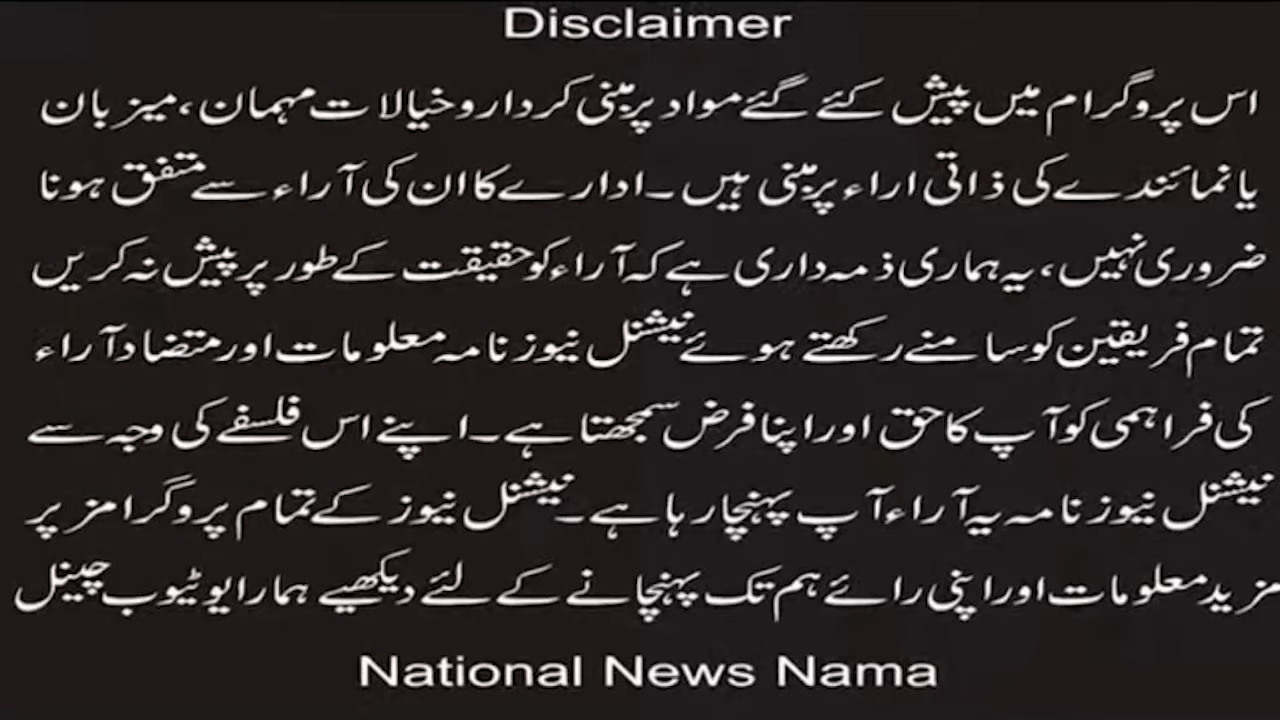 Disclaimer
اس پروگرام میں پیش کئے گئے مواد پر مبنی کردار و خیالات مہمان، میزبان
یا نمائندے کی ذاتی اراء پر مبنی ہیں۔ ادارے کا ان کی آراء سے متفق ہونا
ضروری نہیں، یہ ہماری ذمہ داری ہے کہ آراء کو حقیقت کے طور پر پیش نہ کریں
تمام فریقین کو سامنے رکھتے ہوئے نیشنل نیوز نامہ معلومات اور متضاد آراء
کی فراہمی کو آپ کا حق اور اپنا فرض سمجھتا ہے۔ اپنے اس فلسفے کی وجہ سے
نیشنل نیوز نامہ یہ آراء آپ پہنچا رہا ہے۔ نیشنل نیوز کے تمام پروگرامز پر
مزید معلومات اور اپنی رائے ہم تک پہنچانے کے لئے دیکھیے ہمارا یوٹیوب چینل
National News Nama